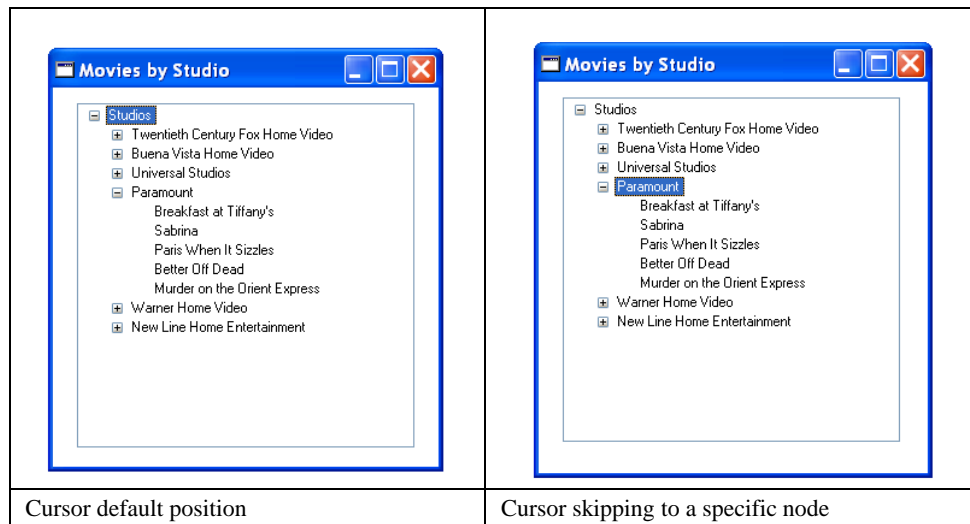 Movies by Studio
Studios
Twentieth Century Fox Home Video
Buena Vista Home Video
Universal Studios
Paramount
Breakfast at Tiffany's
Sabrina
Paris When It Sizzles
Better Off Dead
Murder on the Orient Express
Warner Home Video
New Line Home Entertainment
Cursor default position
Movies by Studio
Studios
Twentieth Century Fox Home Video
Buena Vista Home Video
Universal Studios
Paramount
Breakfast at Tiffany's
Sabrina
Paris When It Sizzles
Better Off Dead
Murder on the Orient Express
Warner Home Video
New Line Home Entertainment
Cursor skipping to a specific node